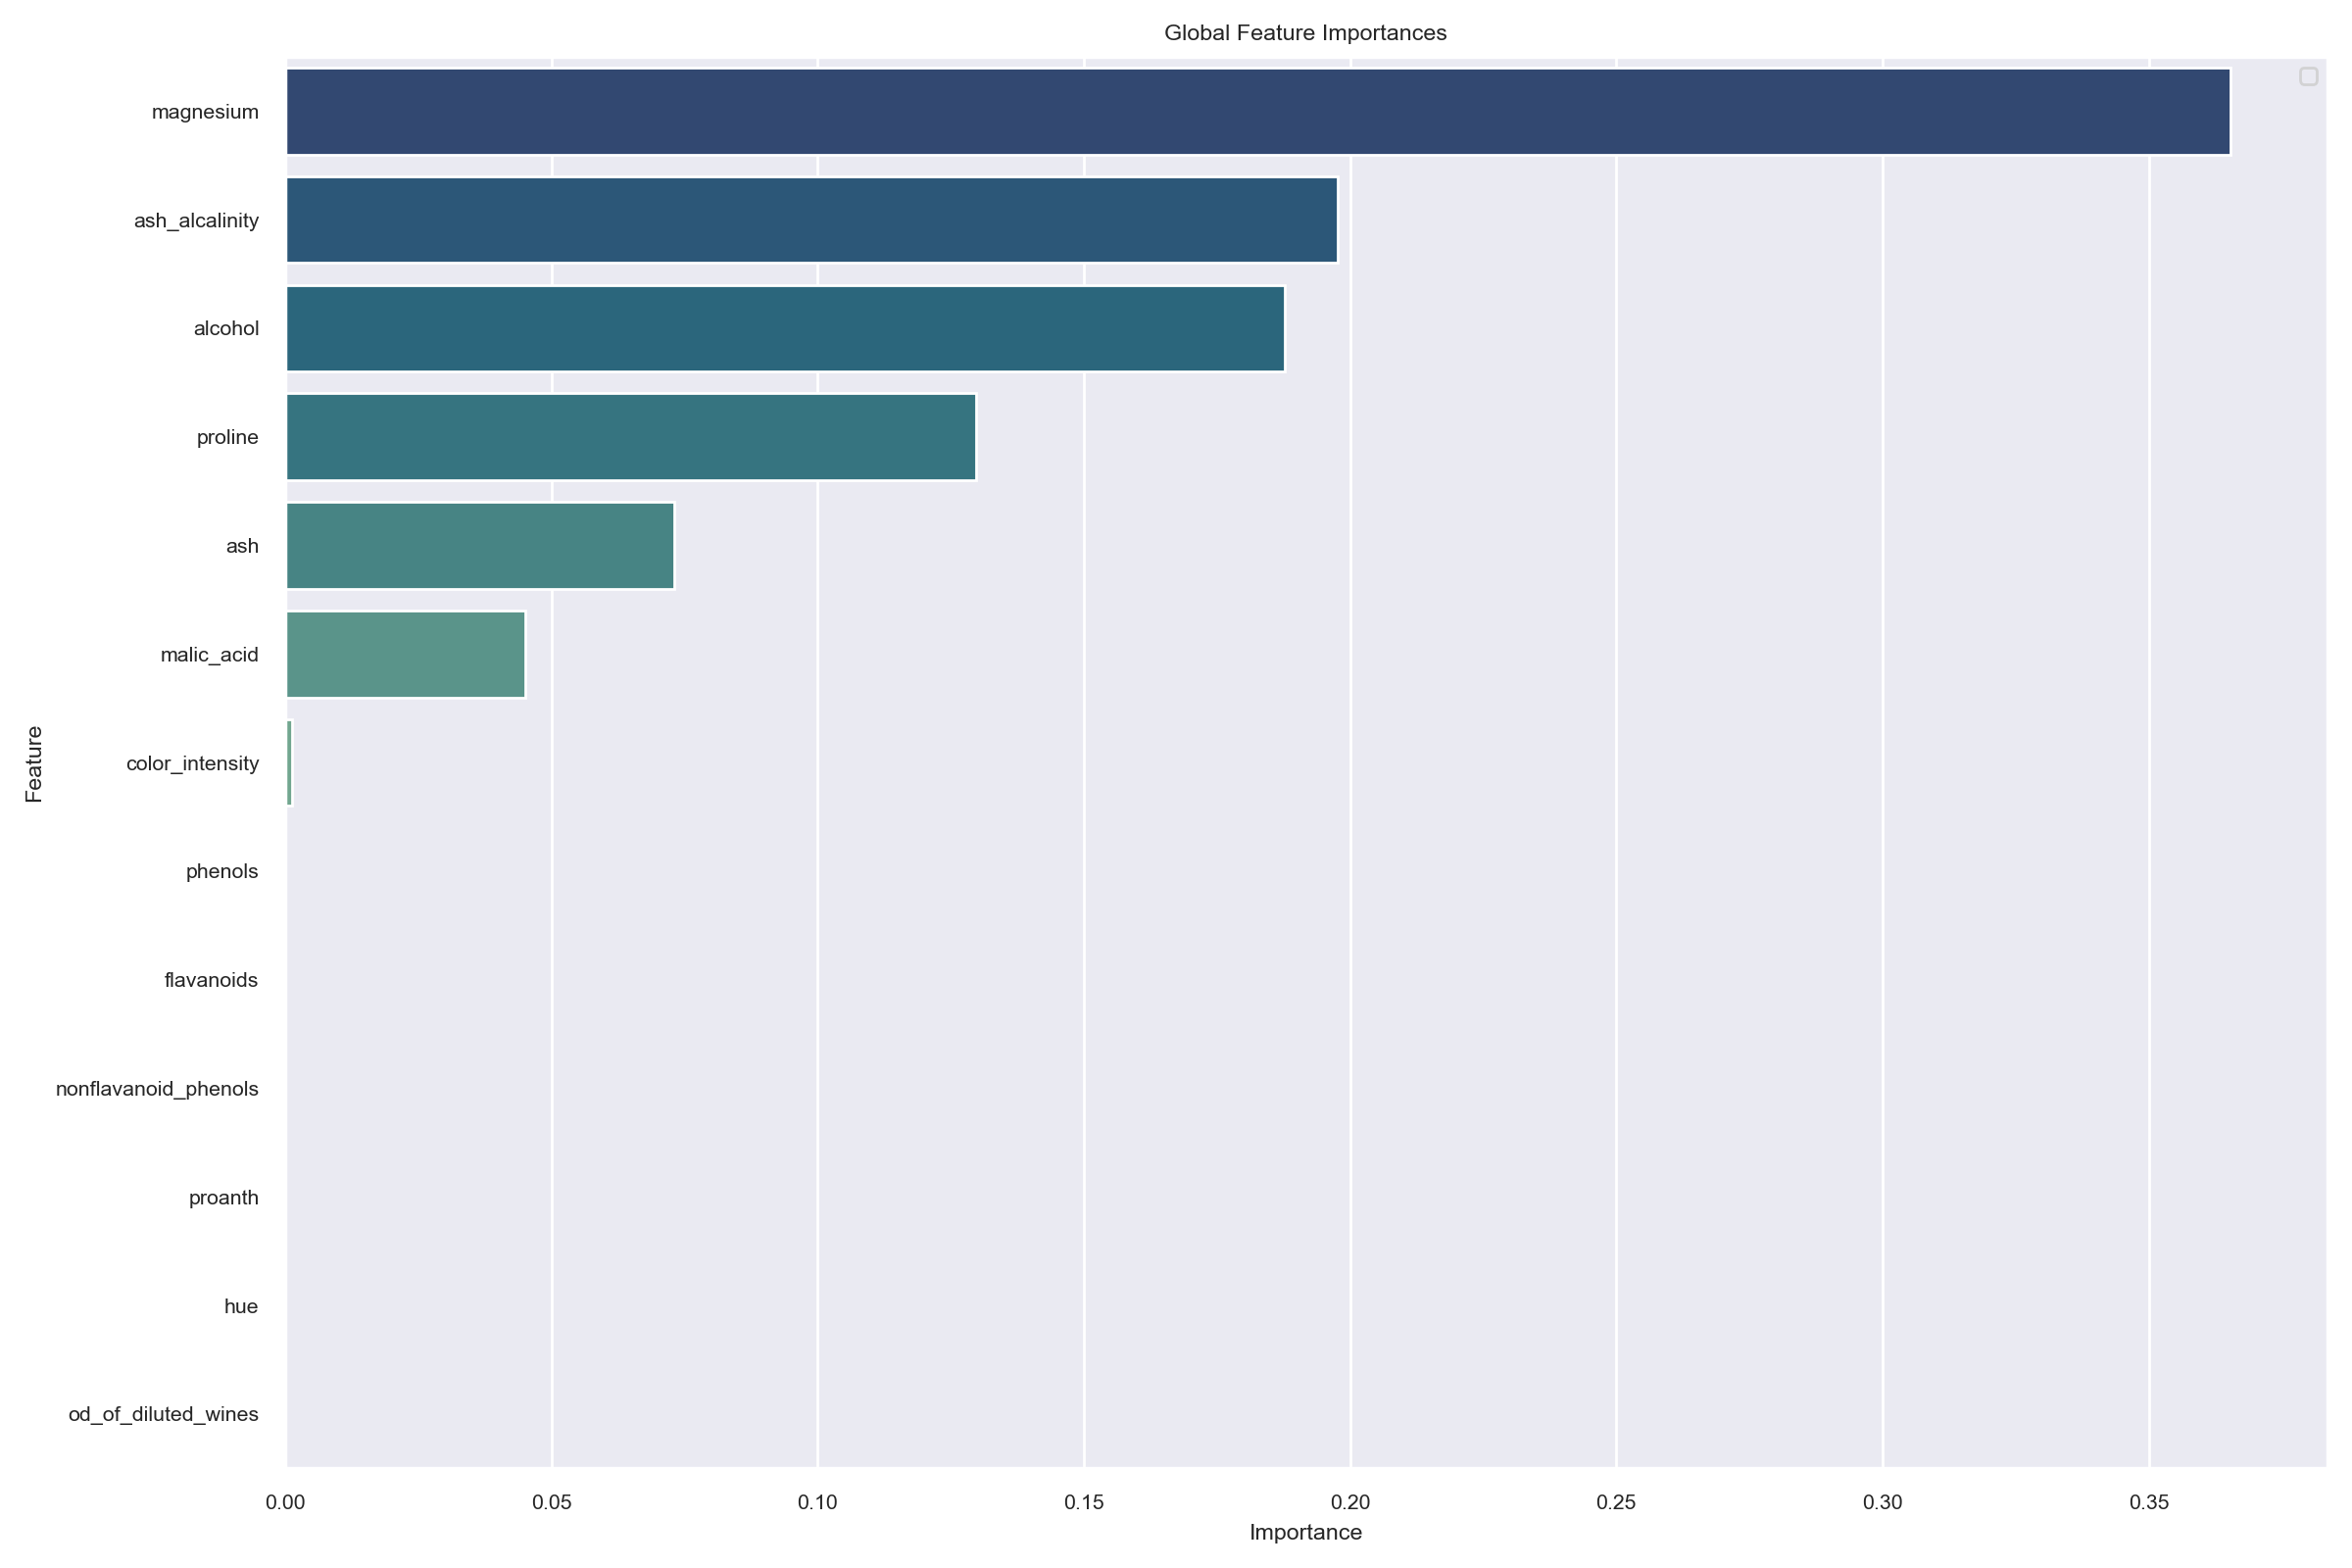 Global Feature Importances
magnesium
ash_alcalinity
alcohol
proline
ash
malic_acid
color_intensity
phenols
flavanoids
nonflavanoid_phenols
proanth
hue
od_of_diluted_wines
Feature
0.00 0.05 0.10 0.15 0.20 0.25 0.30 0.35
Importance